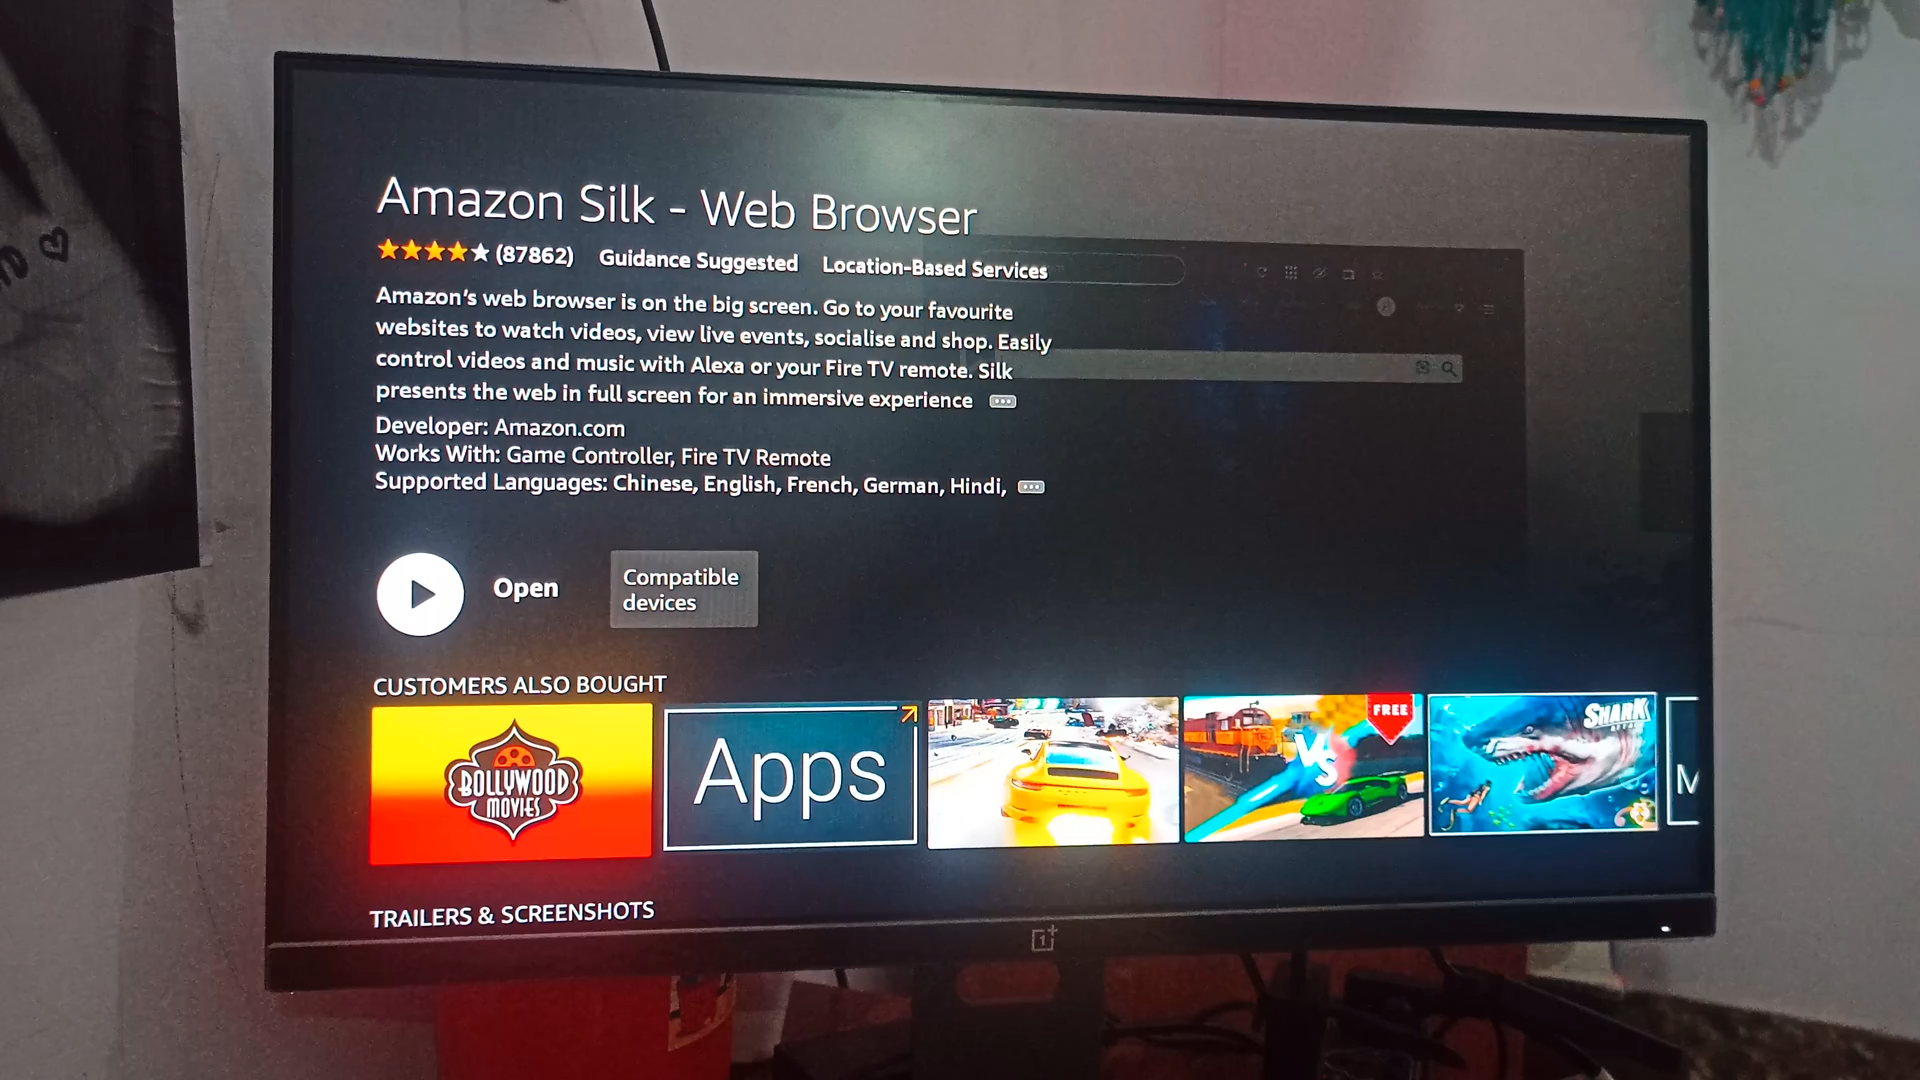 Amazon Silk - Web Browser
(87862) Guidance Suggested Location-Based Services
Amazon's web browser is on the big screen. Go to your favourite
websites to watch videos, view live events, socialise and shop. Easily
control videos and music with Alexa or your Fire TV remote. Silk
presents the web in full screen for an immersive experience
Developer: Amazon.com
Works With: Game Controller, Fire TV Remote
Supported Languages: Chinese, English, French, German, Hindi,
Open
Compatible
devices
CUSTOMERS ALSO BOUGHT
BOLLYWOOD
MOVIES
Apps
VS
FREE
SHARK
M
TRAILERS & SCREENSHOTS
1+